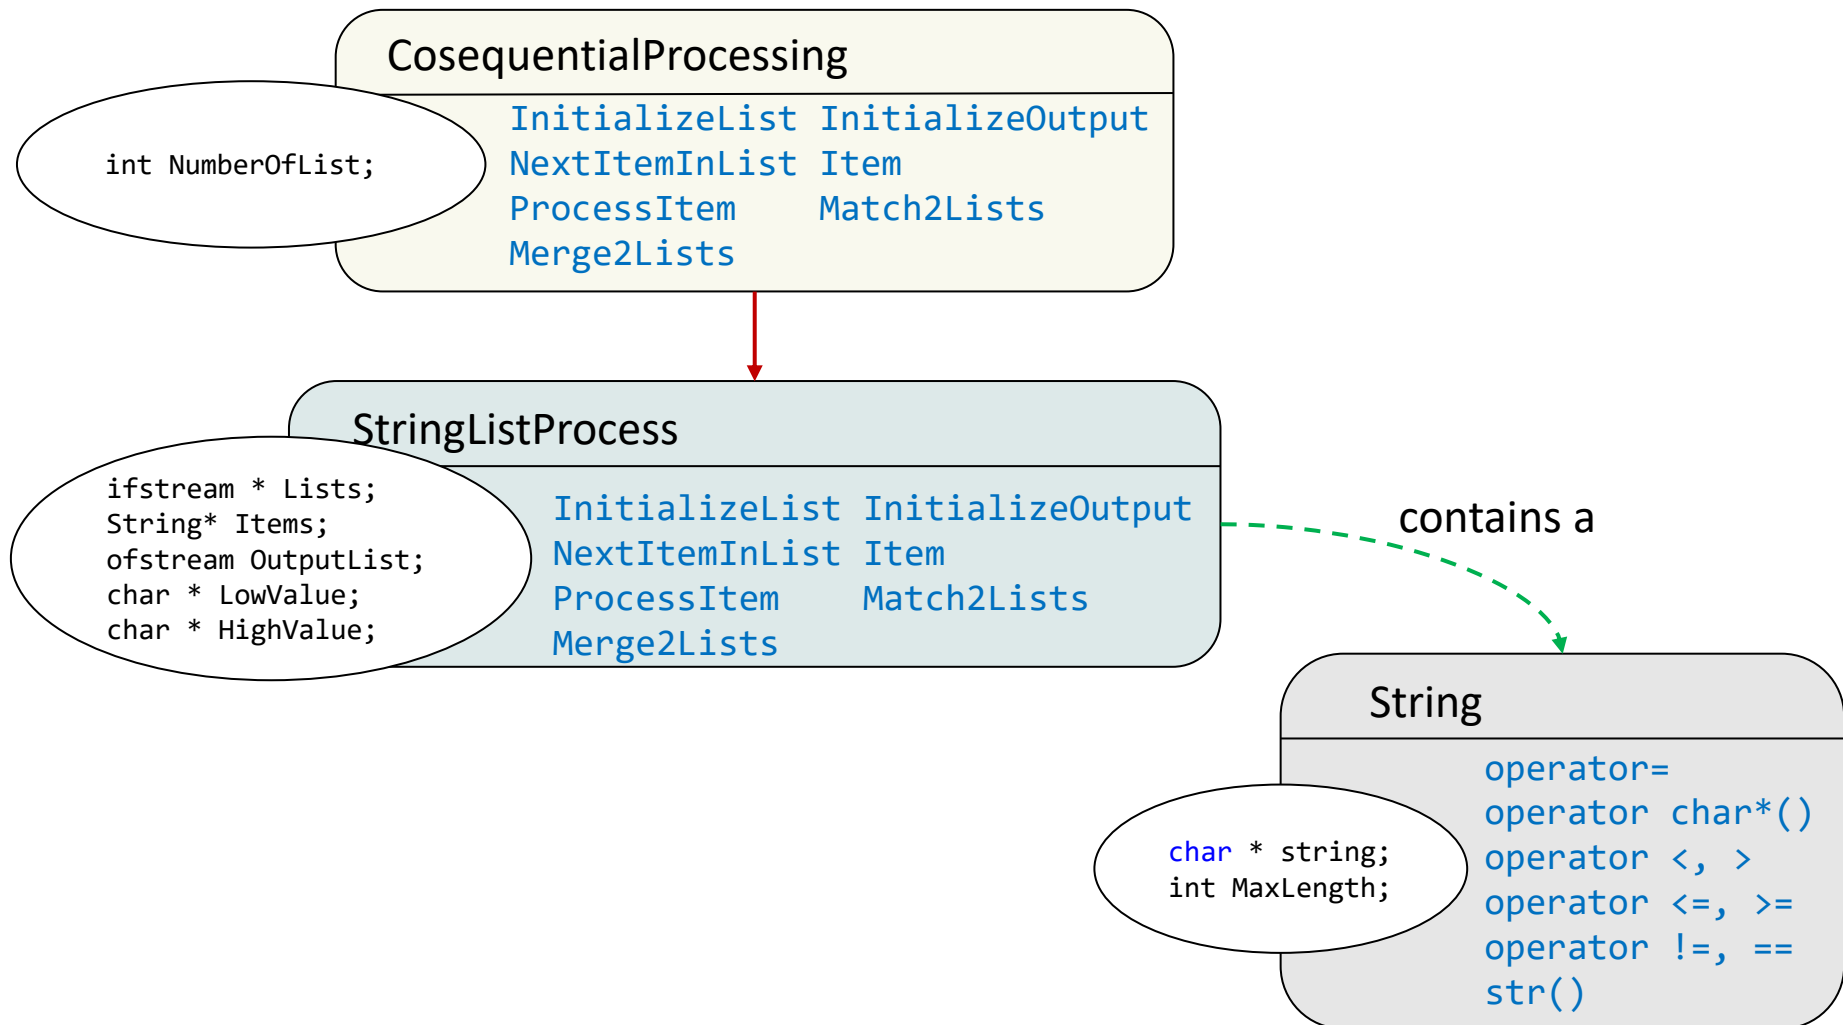 CosequentialProcessing
int NumberOfList;
InitializeList InitializeOutput
NextItemInList Item
ProcessItem Match2Lists
Merge2Lists
StringListProcess
ifstream * Lists;
String* Items;
ofstream OutputList;
char * LowValue;
char * HighValue;
InitializeList InitializeOutput
NextItemInList Item
ProcessItem Match2Lists
Merge2Lists
contains a
String
char * string;
int MaxLength;
operator=
operator char*()
operator <, >
operator <=, >=
operator !=, ==
str()